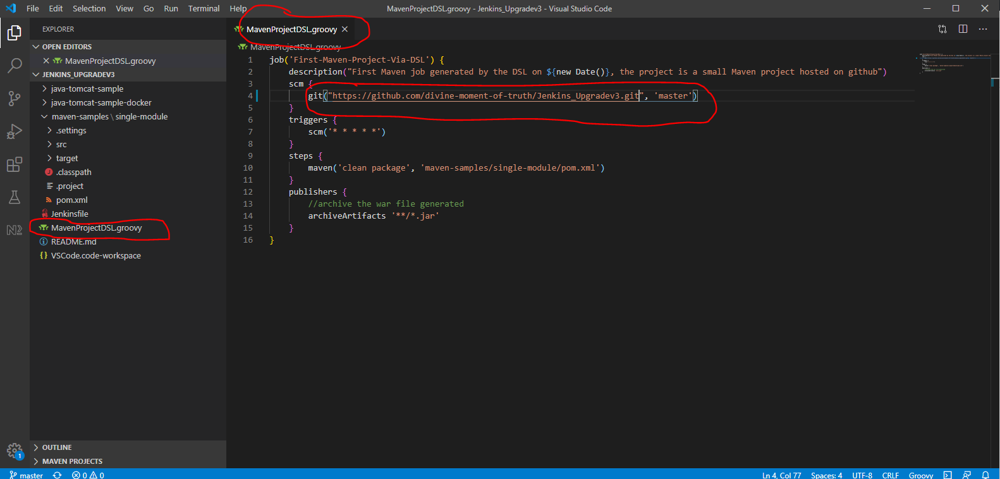 File Edit Selection View Go Run Terminal Help MavenProjectDSL.groovy - Jenkins_Upgradev3 - Visual Studio Code
EXPLORER
OPEN EDITORS
MavenProjectDSL.groovy
JENKINS_UPGRADEV3
java-tomcat-sample
java-tomcat-sample-docker
maven-samples \ single-module
.settings
src
target
.classpath
.project
pom.xml
Jenkinsfile
MavenProjectDSL.groovy
README.md
VSCode.code-workspace
OUTLINE
MAVEN PROJECTS
MavenProjectDSL.groovy
MavenProjectDSL.groovy
1 job('First-Maven-Project-Via-DSL') {
2 description("First Maven job generated by the DSL on ${new Date()}, the project is a small Maven project hosted on github")
3 scm {
4 git("https://github.com/divine-moment-of-truth/Jenkins_Upgradev3.git", 'master')
5 }
6 triggers {
7 scm('* * * * *')
8 }
9 steps {
10 maven('clean package', 'maven-samples/single-module/pom.xml')
11 }
12 publishers {
13 //archive the war file generated
14 archiveArtifacts '**/*.jar'
15 }
16 }
1
master 0 0 Ln 4, Col 77 Spaces: 4 UTF-8 CRLF Groovy